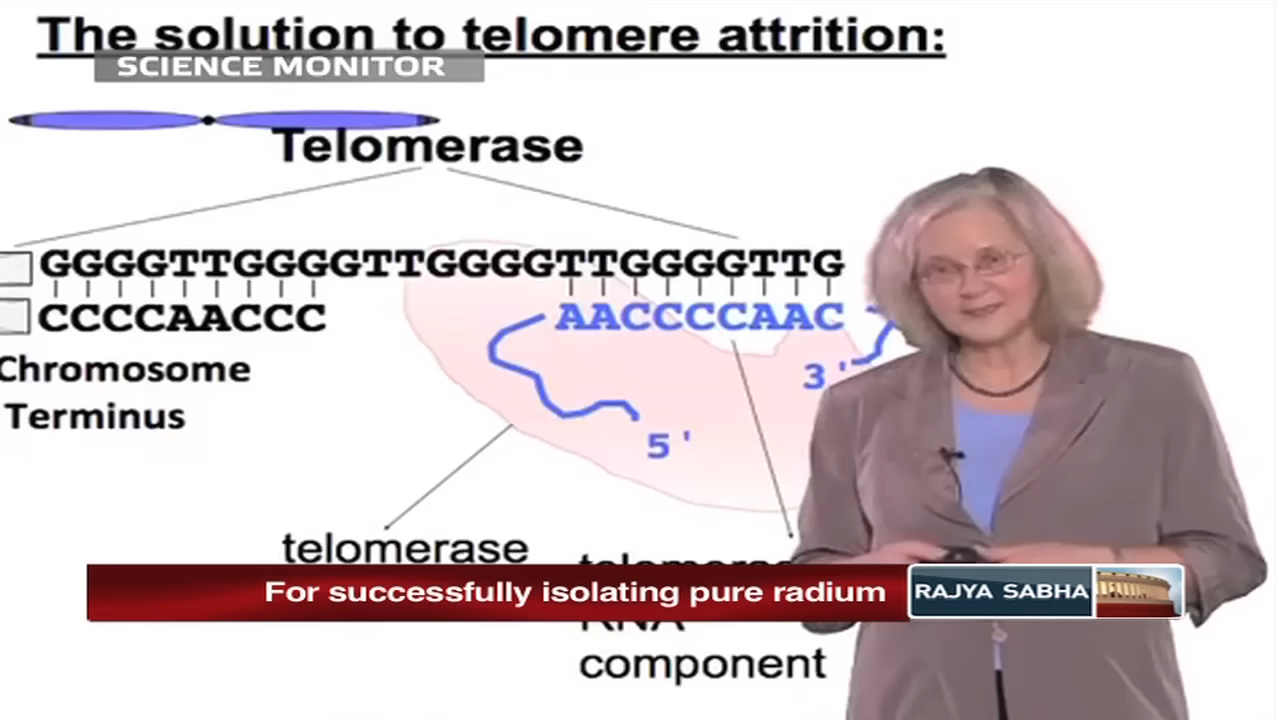 The solution to telomere attrition:
SCIENCE MONITOR
Telomerase
GGGGTTGGGGTTGGGGTTGGGGTTG
CCCCAACCC
AACCCCAAC
Chromosome
Terminus
3'
5'
telomerase
For successfully isolating pure radium
RAJYA SABHA
RNA
component